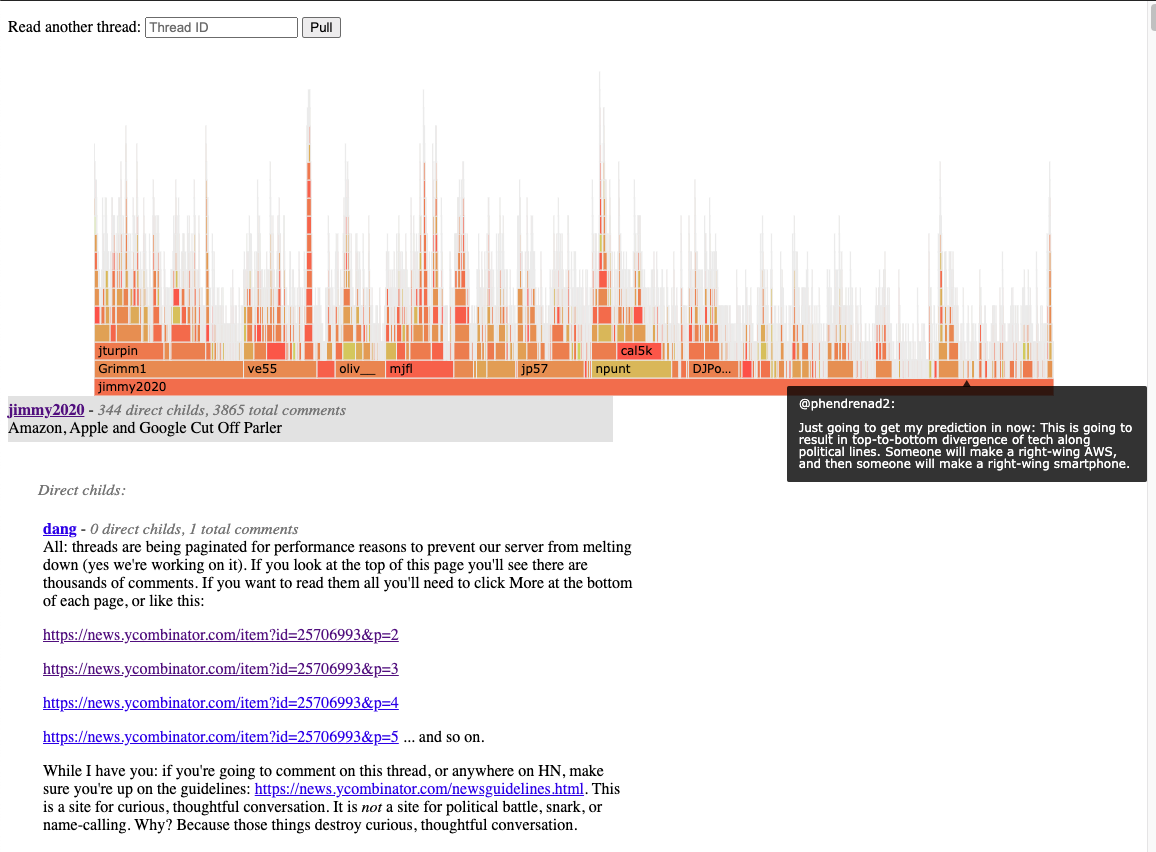 Read another thread: Thread ID Pull
cal5k
jturpin
Grimm1 ve55 oliv__ mjfl jp57 npunt DJPo...
jimmy2020
jimmy2020 - 344 direct childs, 3865 total comments
Amazon, Apple and Google Cut Off Parler
@phendrenad2:
Just going to get my prediction in now: This is going to
result in top-to-bottom divergence of tech along
political lines. Someone will make a right-wing AWS,
and then someone will make a right-wing smartphone.
Direct childs:
dang - 0 direct childs, 1 total comments
All: threads are being paginated for performance reasons to prevent our server from melting
down (yes we're working on it). If you look at the top of this page you'll see there are
thousands of comments. If you want to read them all you'll need to click More at the bottom
of each page, or like this:
https://news.ycombinator.com/item?id=25706993&p=2
https://news.ycombinator.com/item?id=25706993&p=3
https://news.ycombinator.com/item?id=25706993&p=4
https://news.ycombinator.com/item?id=25706993&p=5 ... and so on.
While I have you: if you're going to comment on this thread, or anywhere on HN, make
sure you're up on the guidelines: https://news.ycombinator.com/newsguidelines.html. This
is a site for curious, thoughtful conversation. It is not a site for political battle, snark, or
name-calling. Why? Because those things destroy curious, thoughtful conversation.